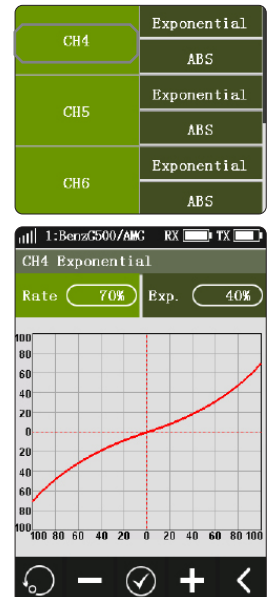 Exponential
CH4
ABS
Exponential
CH5
ABS
Exponential
CH6
ABS
1:BenzG500/AMG RX TX
CH4 Exponential
Rate 70% Exp. 40%
100
80
60
40
20
0
20
40
60
80
100
100 80 60 40 20 0 20 40 60 80 100